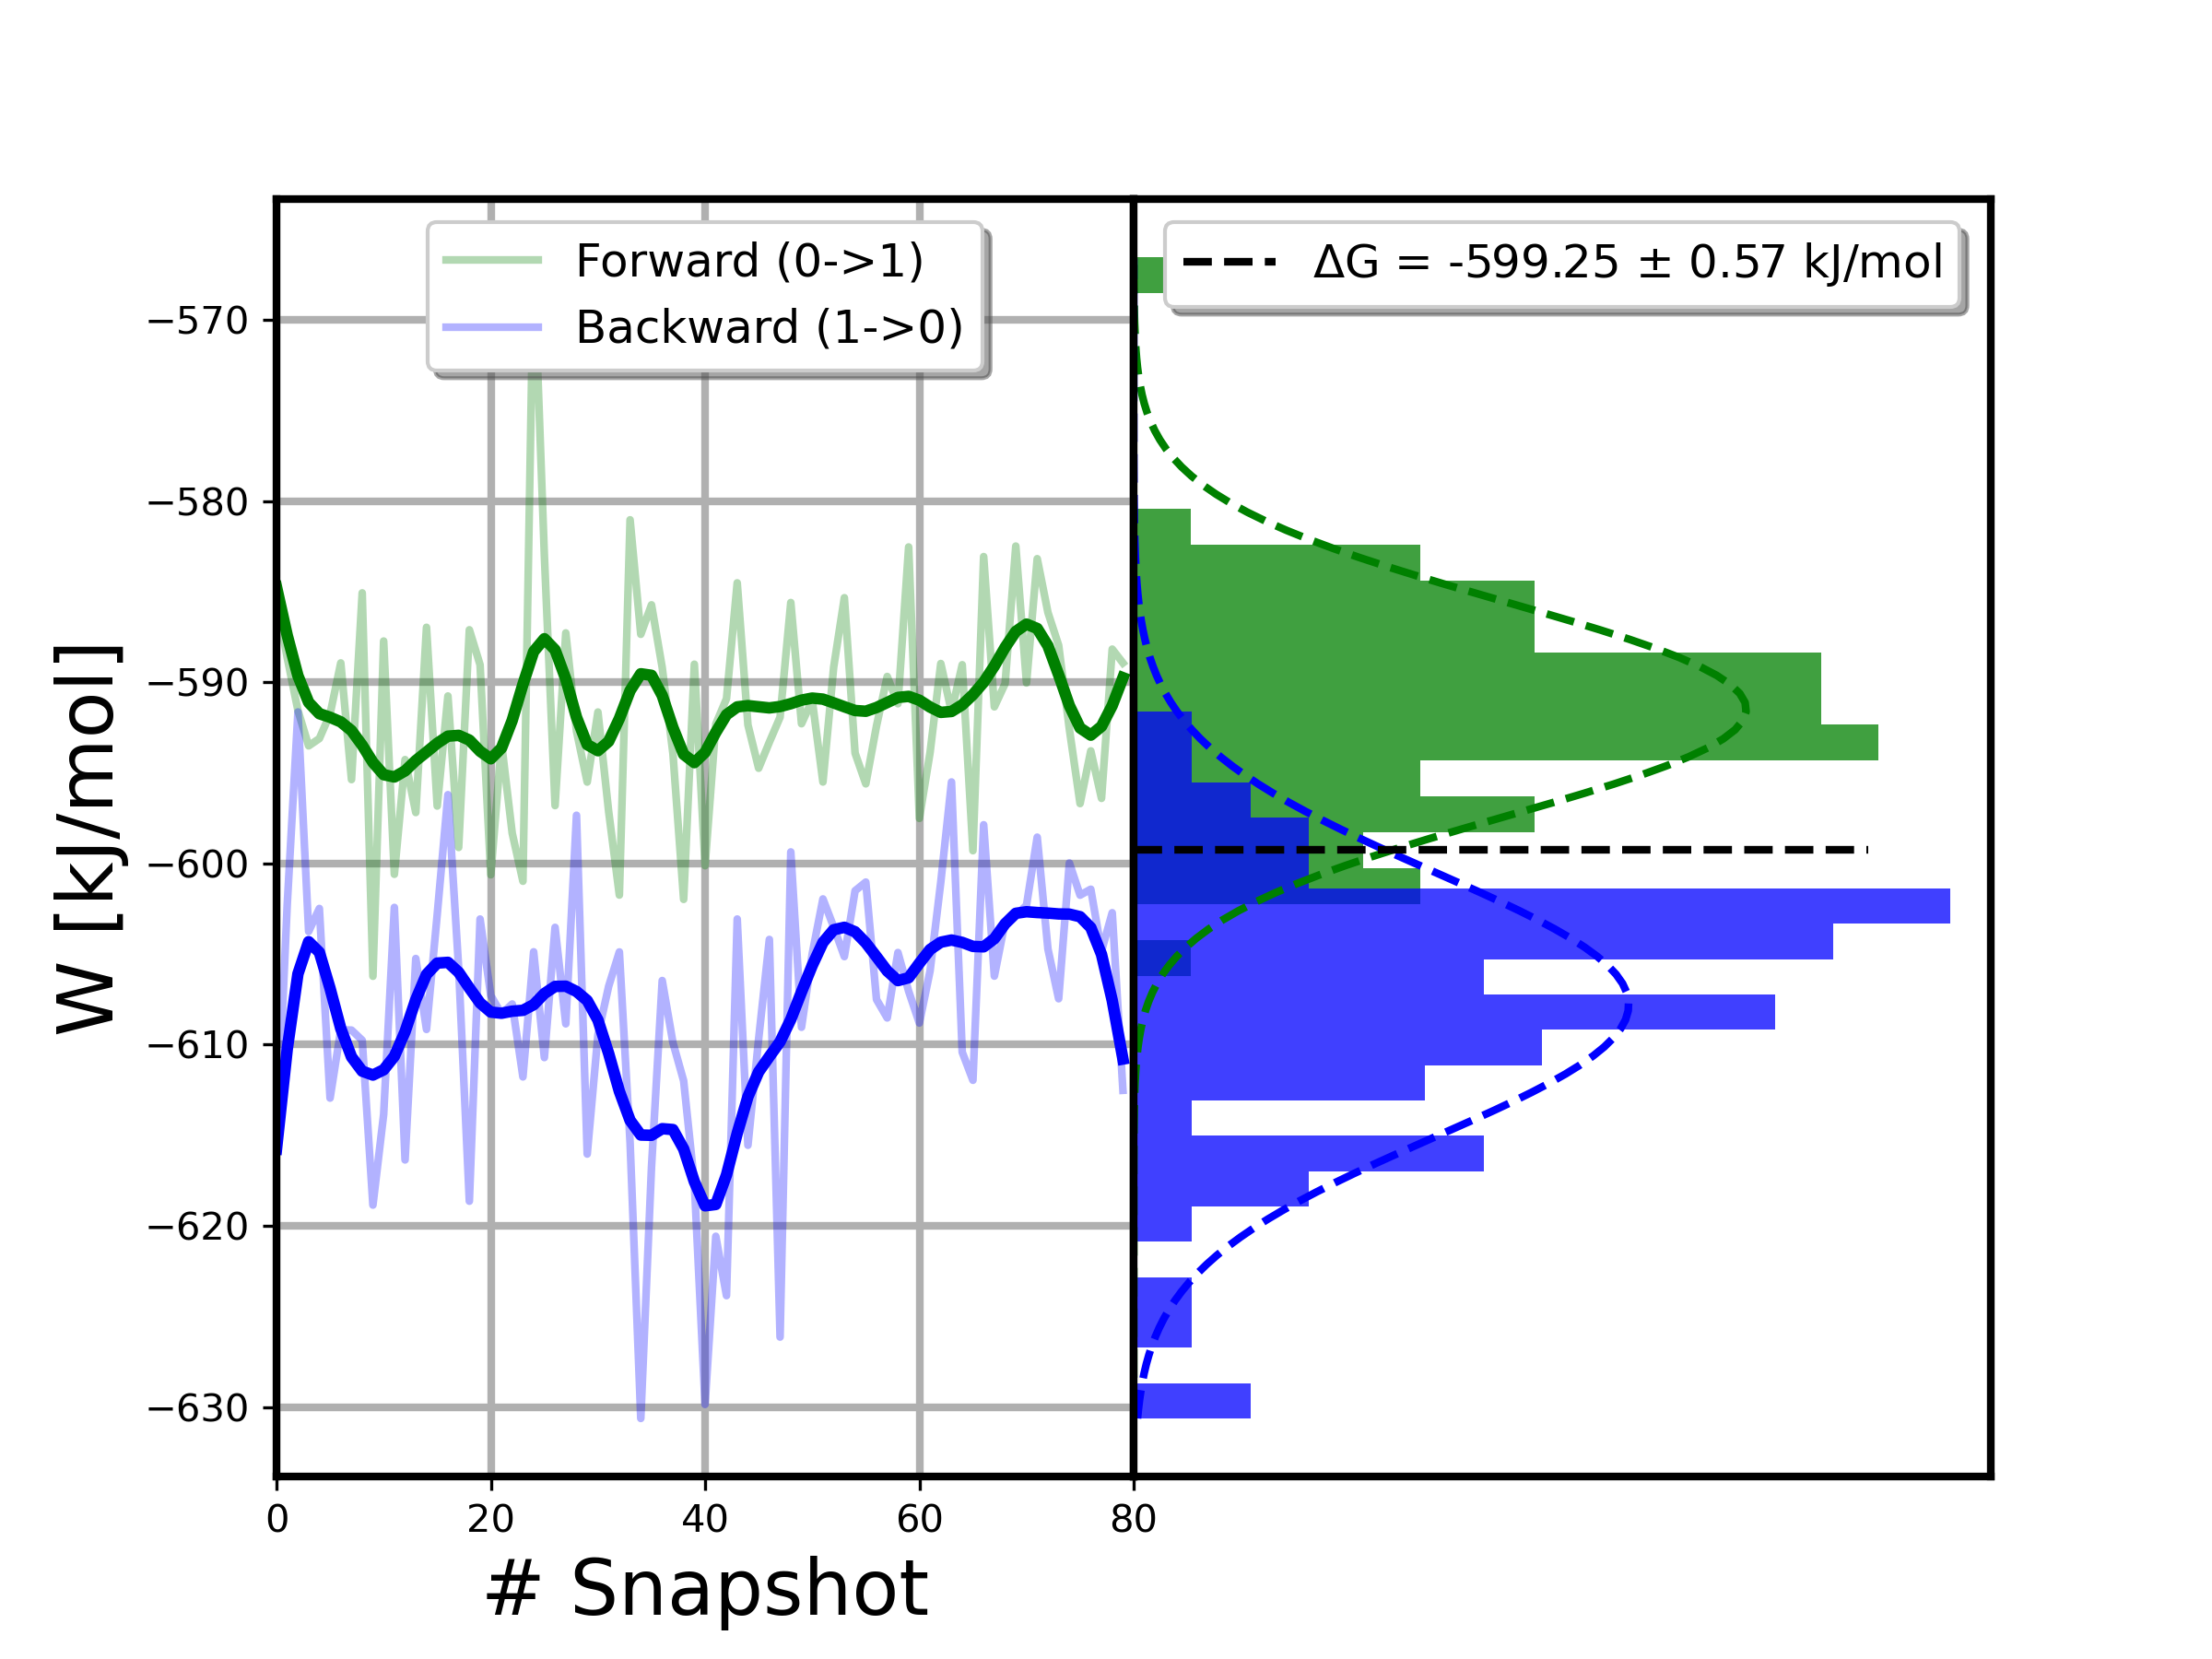 Forward (0->1)
Backward (1->0)
ΔG = -599.25 ± 0.57 kJ/mol
W [kJ/mol]
−570
−580
−590
−600
−610
−620
−630
0 20 40 60 80
# Snapshot